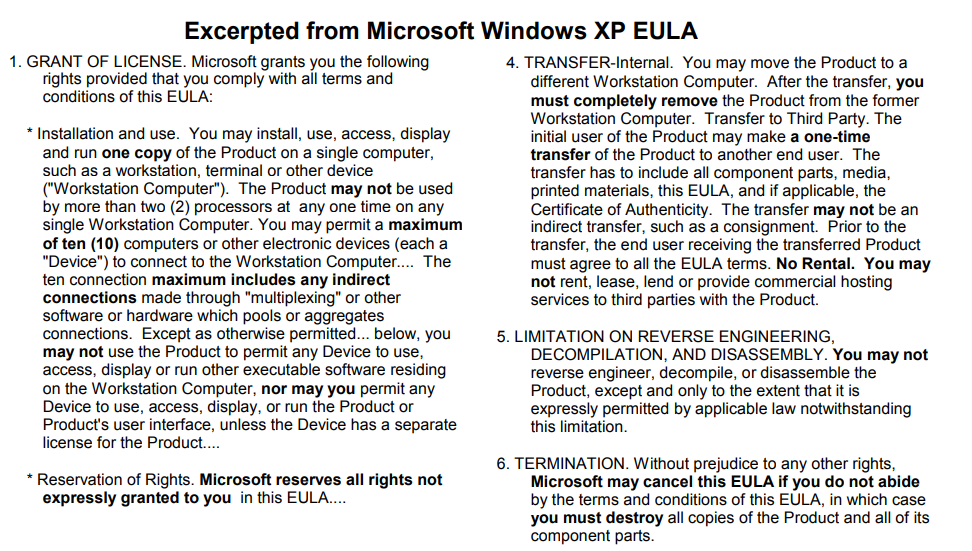 Excerpted from Microsoft Windows XP EULA
1. GRANT OF LICENSE. Microsoft grants you the following
rights provided that you comply with all terms and
conditions of this EULA:
* Installation and use.  You may install, use, access, display
and run one copy of the Product on a single computer,
such as a workstation, terminal or other device
("Workstation Computer").  The Product may not be used
by more than two (2) processors at  any one time on any
single Workstation Computer. You may permit a maximum
of ten (10) computers or other electronic devices (each a
"Device") to connect to the Workstation Computer....  The
ten connection maximum includes any indirect
connections made through "multiplexing" or other
software or hardware which pools or aggregates
connections.  Except as otherwise permitted... below, you
may not use the Product to permit any Device to use,
access, display or run other executable software residing
on the Workstation Computer, nor may you permit any
Device to use, access, display, or run the Product or
Product's user interface, unless the Device has a separate
license for the Product....
* Reservation of Rights. Microsoft reserves all rights not
expressly granted to you  in this EULA....
4. TRANSFER-Internal.  You may move the Product to a
different Workstation Computer.  After the transfer, you
must completely remove the Product from the former
Workstation Computer.  Transfer to Third Party. The
initial user of the Product may make a one-time
transfer of the Product to another end user.  The
transfer has to include all component parts, media,
printed materials, this EULA, and if applicable, the
Certificate of Authenticity.  The transfer may not be an
indirect transfer, such as a consignment.  Prior to the
transfer, the end user receiving the transferred Product
must agree to all the EULA terms. No Rental.  You may
not rent, lease, lend or provide commercial hosting
services to third parties with the Product.
5. LIMITATION ON REVERSE ENGINEERING,
DECOMPILATION, AND DISASSEMBLY. You may not
reverse engineer, decompile, or disassemble the
Product, except and only to the extent that it is
expressly permitted by applicable law notwithstanding
this limitation.
6. TERMINATION. Without prejudice to any other rights,
Microsoft may cancel this EULA if you do not abide
by the terms and conditions of this EULA, in which case
you must destroy all copies of the Product and all of its
component parts.